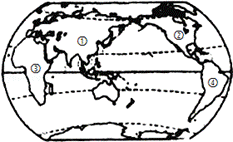 ① ②
③ ④